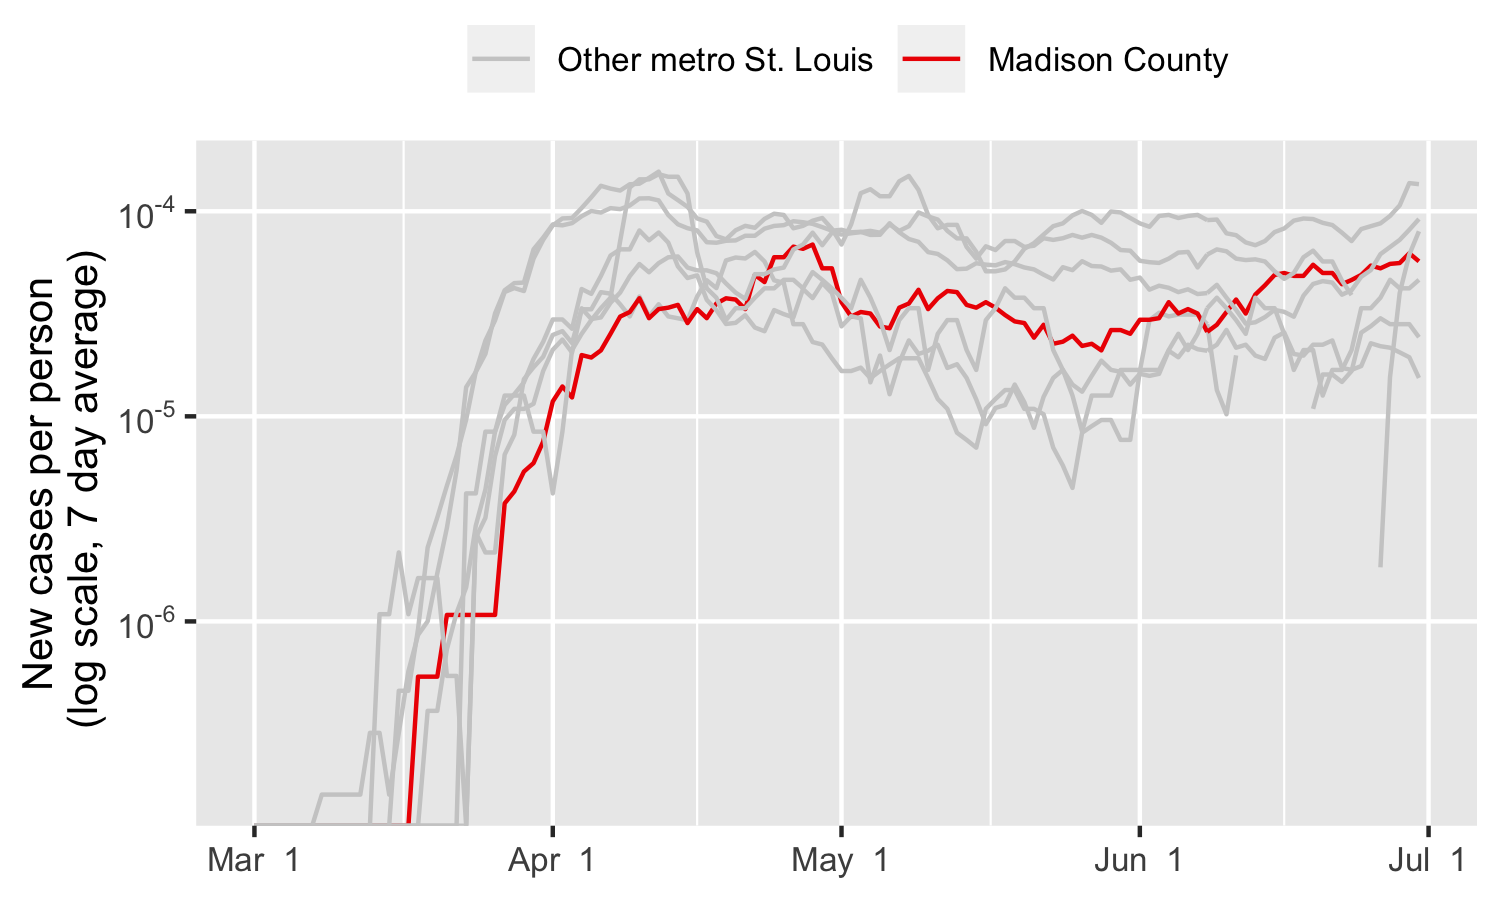 Other metro St. Louis Madison County
New cases per person
(log scale, 7 day average)
10-4
10-5
10-6
Mar 1 Apr 1 May 1 Jun 1 Jul 1